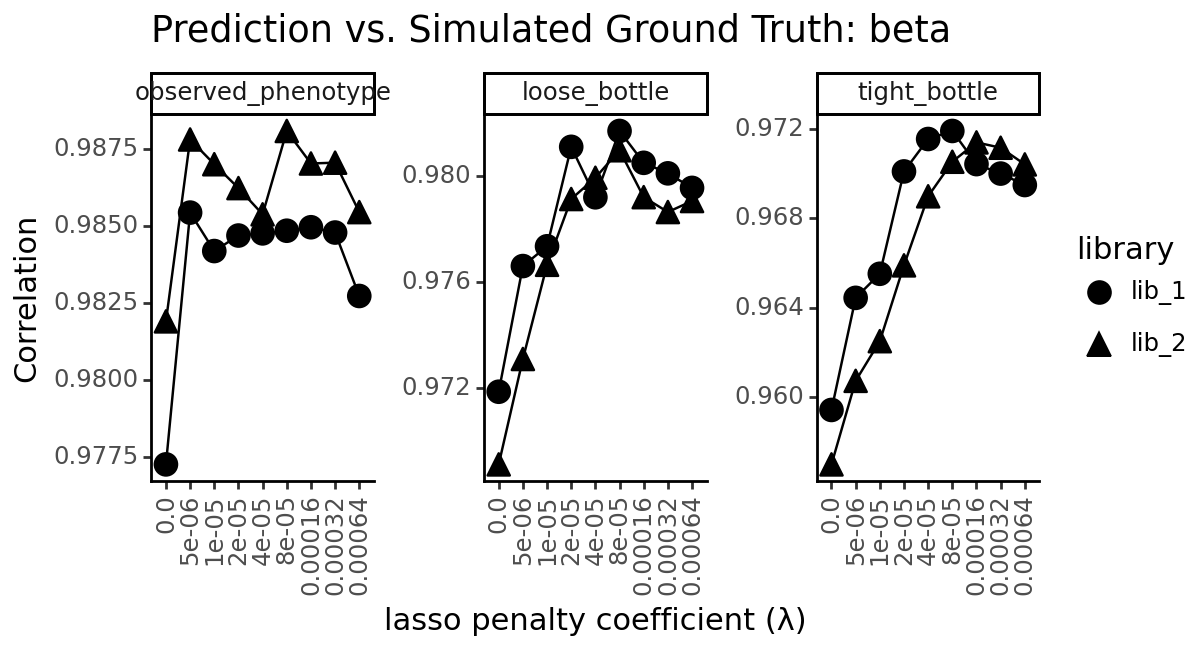 Prediction vs. Simulated Ground Truth: beta
observed_phenotype
loose_bottle
tight_bottle
Correlation
0.9875
0.9850
0.9825
0.9800
0.9775
0.980
0.976
0.972
0.972
0.968
0.964
0.960
0.0
5e-06
1e-05
2e-05
4e-05
8e-05
0.00016
0.00032
0.00064
0.0
5e-06
1e-05
2e-05
4e-05
8e-05
0.00016
0.00032
0.00064
0.0
5e-06
1e-05
2e-05
4e-05
8e-05
0.00016
0.00032
0.00064
lasso penalty coefficient (λ)
library
lib_1
lib_2